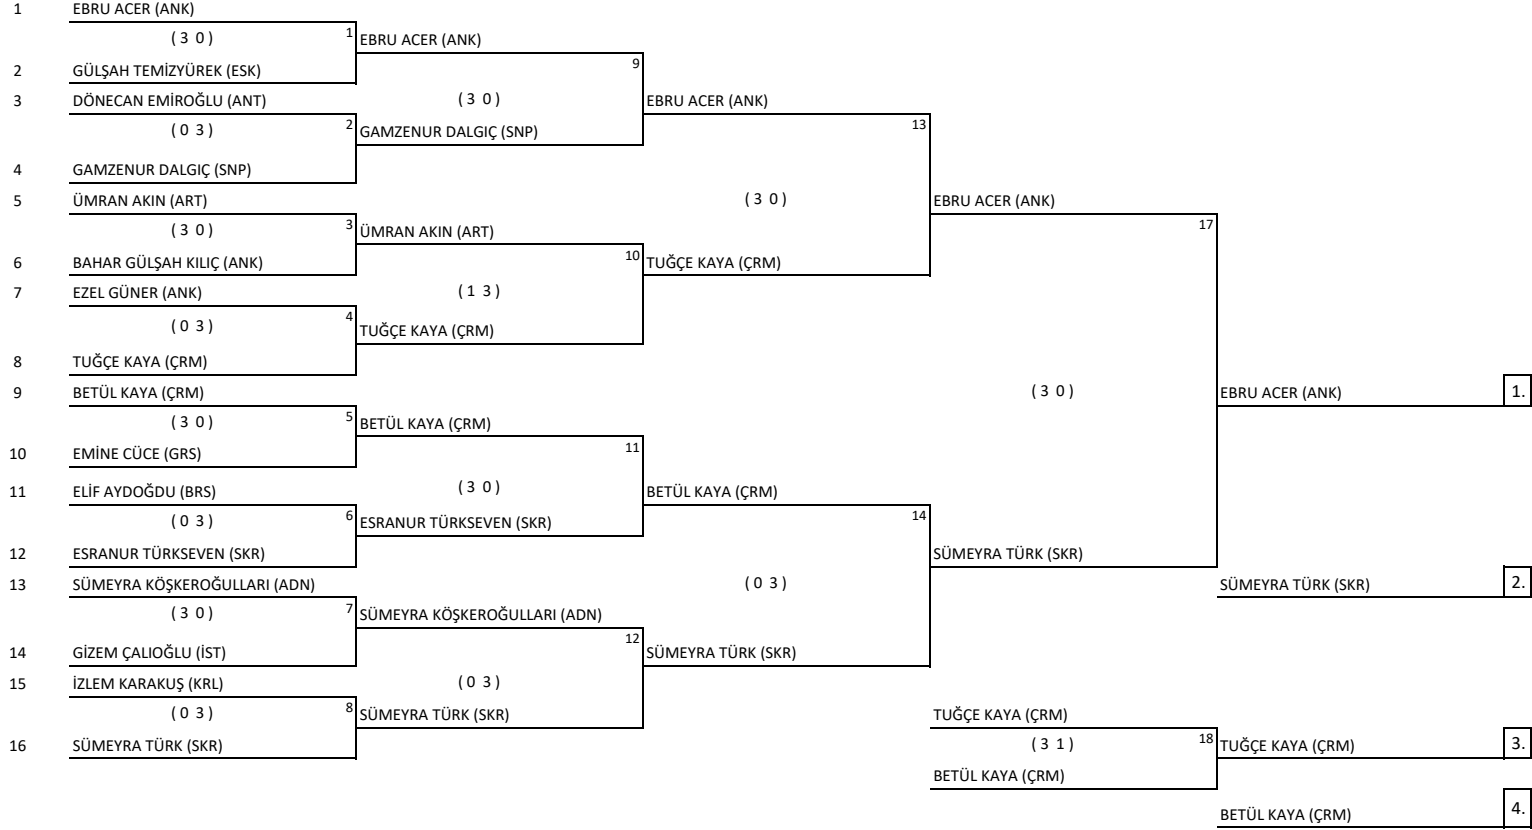 1 EBRU ACER (ANK)
( 3 0 ) 1 EBRU ACER (ANK)
2 GÜLŞAH TEMİZYÜREK (ESK) 9
3 DÖNECAN EMİROĞLU (ANT) ( 3 0 ) EBRU ACER (ANK)
( 0 3 ) 2 GAMZENUR DALGIÇ (SNP) 13
4 GAMZENUR DALGIÇ (SNP)
5 ÜMRAN AKIN (ART) ( 3 0 ) EBRU ACER (ANK)
( 3 0 ) 3 ÜMRAN AKIN (ART) 17
6 BAHAR GÜLŞAH KILIÇ (ANK) 10 TUĞÇE KAYA (ÇRM)
7 EZEL GÜNER (ANK) ( 1 3 )
( 0 3 ) 4 TUĞÇE KAYA (ÇRM)
8 TUĞÇE KAYA (ÇRM)
9 BETÜL KAYA (ÇRM) ( 3 0 ) EBRU ACER (ANK) 1.
( 3 0 ) 5 BETÜL KAYA (ÇRM)
10 EMİNE CÜCE (GRS) 11
11 ELİF AYDOĞDU (BRS) ( 3 0 ) BETÜL KAYA (ÇRM)
( 0 3 ) 6 ESRANUR TÜRKSEVEN (SKR) 14
12 ESRANUR TÜRKSEVEN (SKR) SÜMEYRA TÜRK (SKR)
13 SÜMEYRA KÖŞKEROĞULLARI (ADN) ( 0 3 ) SÜMEYRA TÜRK (SKR) 2.
( 3 0 ) 7 SÜMEYRA KÖŞKEROĞULLARI (ADN)
14 GİZEM ÇALIOĞLU (İST) 12 SÜMEYRA TÜRK (SKR)
15 İZLEM KARAKUŞ (KRL) ( 0 3 )
( 0 3 ) 8 SÜMEYRA TÜRK (SKR) TUĞÇE KAYA (ÇRM)
16 SÜMEYRA TÜRK (SKR) ( 3 1 ) 18 TUĞÇE KAYA (ÇRM) 3.
BETÜL KAYA (ÇRM)
BETÜL KAYA (ÇRM) 4.